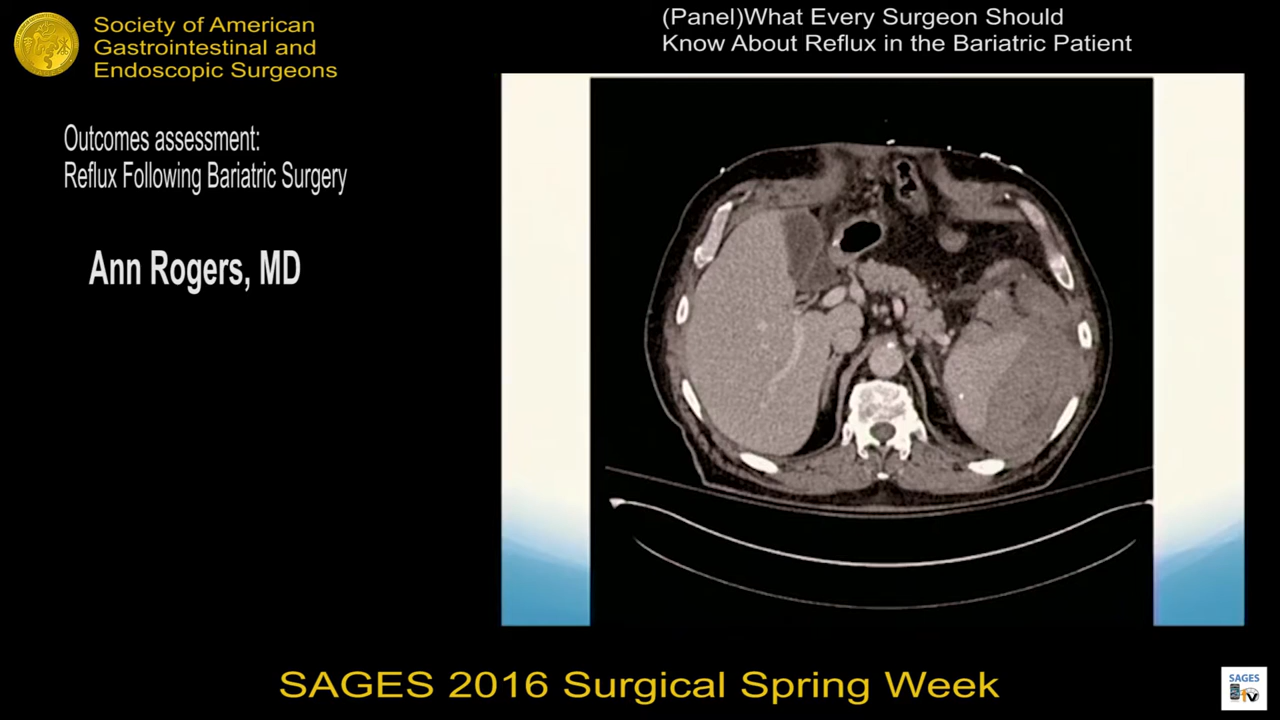 Society of American
Gastrointestinal and
Endoscopic Surgeons
(Panel)What Every Surgeon Should
Know About Reflux in the Bariatric Patient
Outcomes assessment:
Reflux Following Bariatric Surgery
Ann Rogers, MD
SAGES 2016 Surgical Spring Week
SAGES
tv